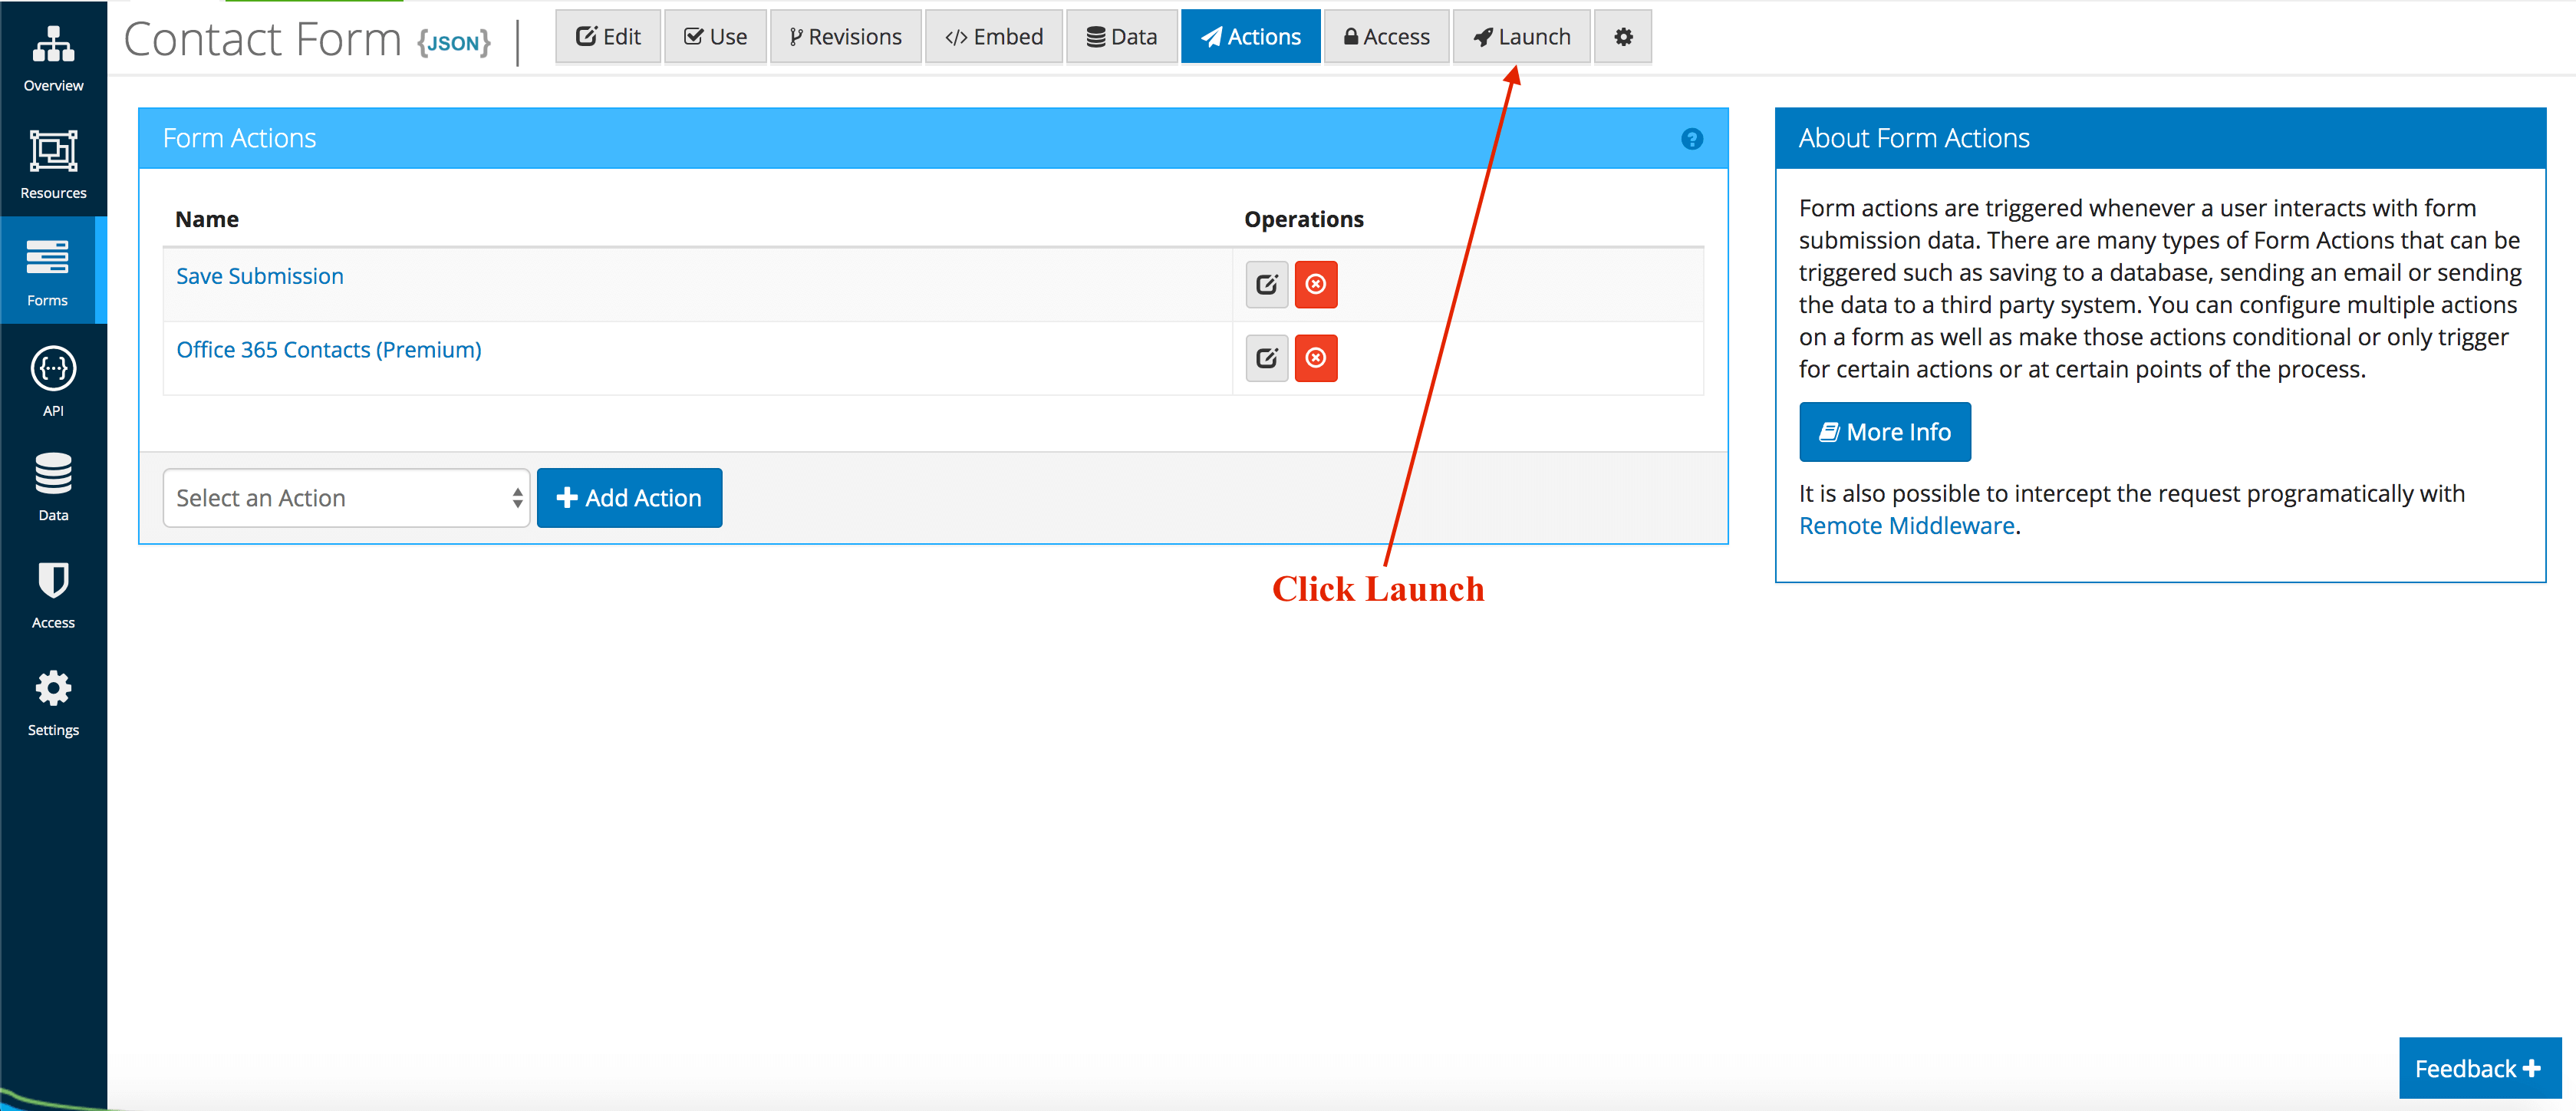 Contact Form {JSON}
Edit
Use
Revisions
</> Embed
Data
Actions
Access
Launch
Overview
Resources
Forms
API
Data
Access
Settings
Form Actions
Name Operations
Save Submission
Office 365 Contacts (Premium)
Select an Action
Add Action
Click Launch
About Form Actions
Form actions are triggered whenever a user interacts with form
submission data. There are many types of Form Actions that can be
triggered such as saving to a database, sending an email or sending
the data to a third party system. You can configure multiple actions
on a form as well as make those actions conditional or only trigger
for certain actions or at certain points of the process.
More Info
It is also possible to intercept the request programatically with
Remote Middleware.
Feedback +